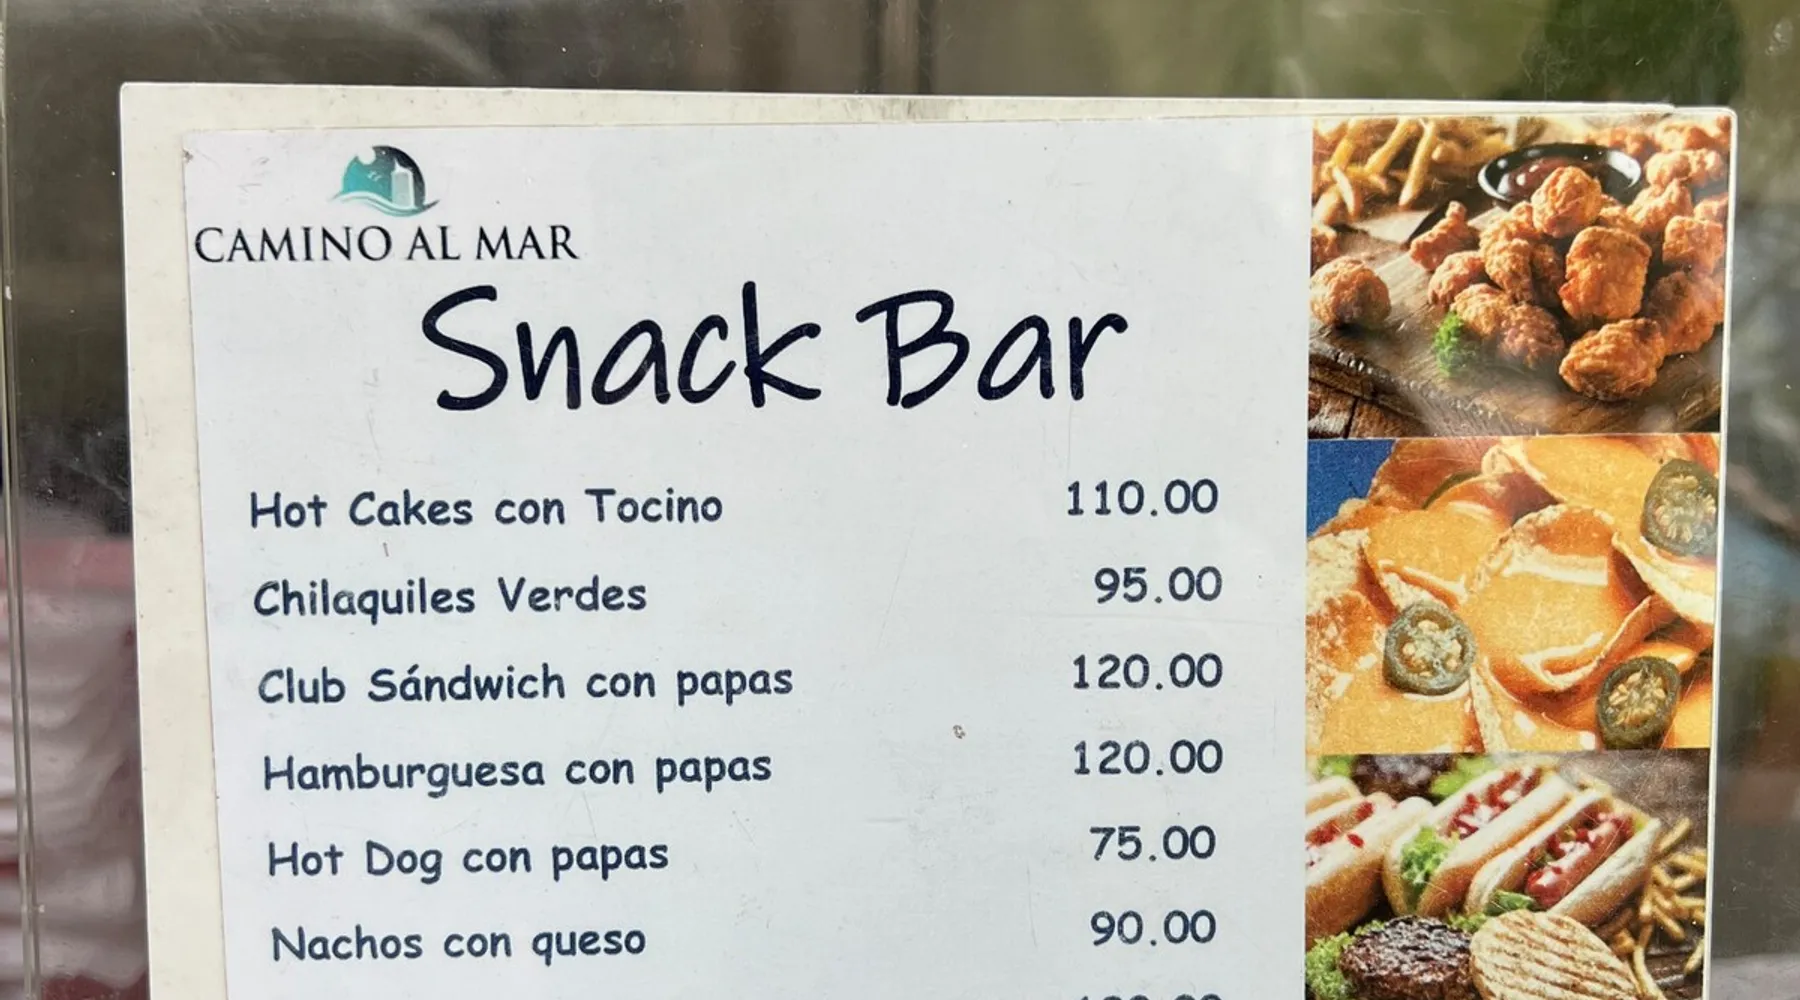 CAMINO AL MAR
Snack Bar
Hot Cakes con Tocino 110.00
Chilaquiles Verdes 95.00
Club Sándwich con papas 120.00
Hamburguesa con papas 120.00
Hot Dog con papas 75.00
Nachos con queso 90.00